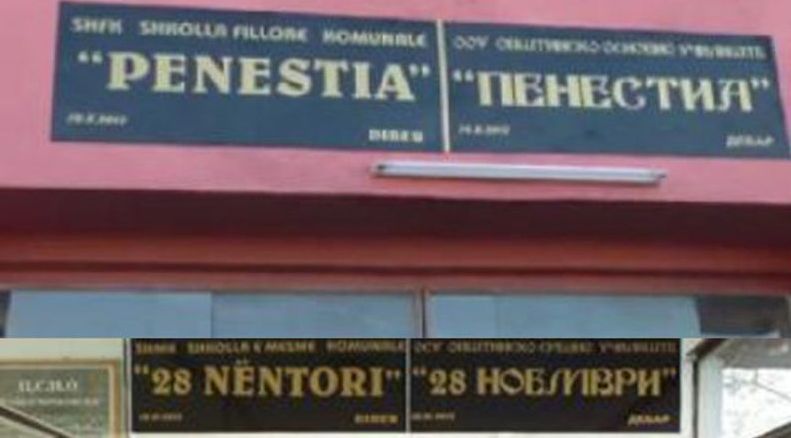 SHFK SHKOLLA FILLORE KOMUNALE
"PENESTIA"
DIBËR
ООУ ОПШТИНСКО ОСНОВНО УЧИЛИШТЕ
"ПЕНЕСТИА"
ДЕБАР
SHKOLLA E MESME KOMUNALE
"28 NËNTORI"
DIBËR
ОСУ ОПШТИНСКО СРЕДНО УЧИЛИШТЕ
"28 НОЕМВРИ"
ДЕБАР